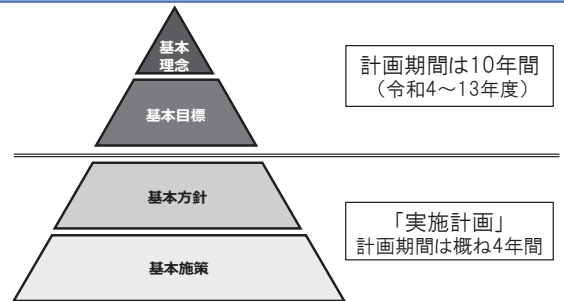 基本
理念
計画期間は10年間
（令和4～13年度）
基本目標
基本方針
「実施計画」
計画期間は概ね4年間
基本施策